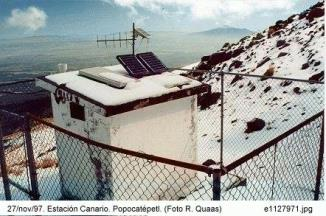 27/nov/97. Estación Canario. Popocatépetl. (Foto R. Quaas) e1127971.jpg